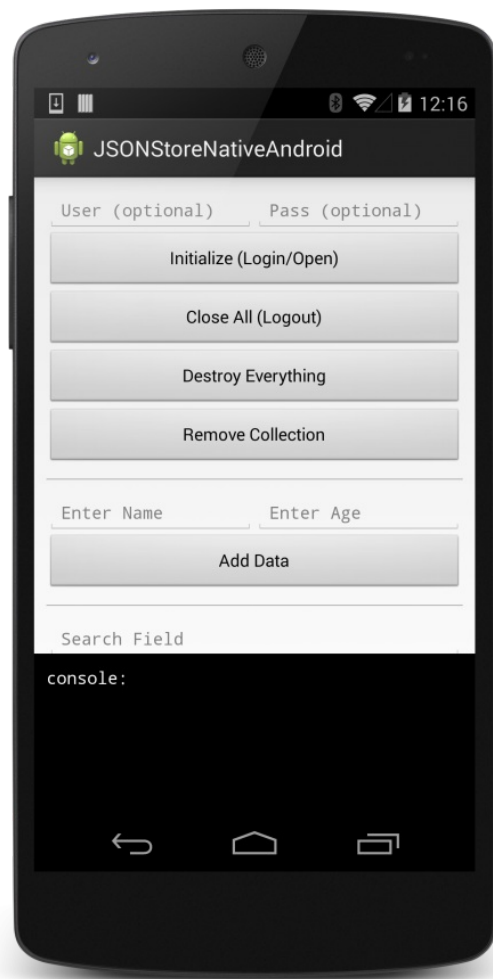 12:16
JSONStoreNativeAndroid
User (optional) Pass (optional)
Initialize (Login/Open)
Close All (Logout)
Destroy Everything
Remove Collection
Enter Name Enter Age
Add Data
Search Field
console: